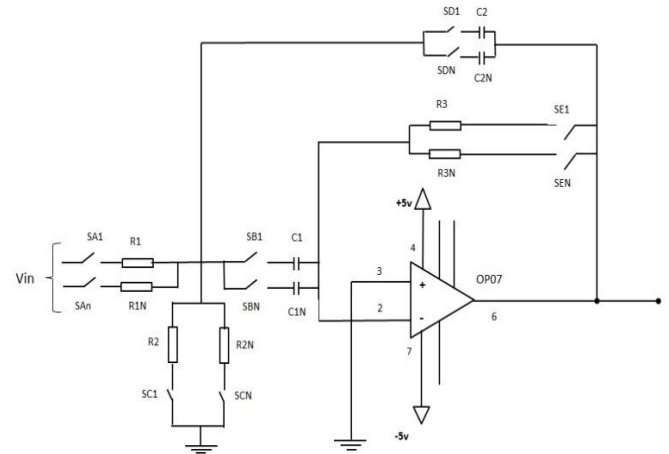 SD1 C2
SDN
C2N
R3 SE1
R3N SEN
+5v
SA1 R1 SB1 C1
4
Vin
3 OP07
+
SAn R1N SBN C1N
2 -
6
R2 R2N
7
SC1 SCN
-5v